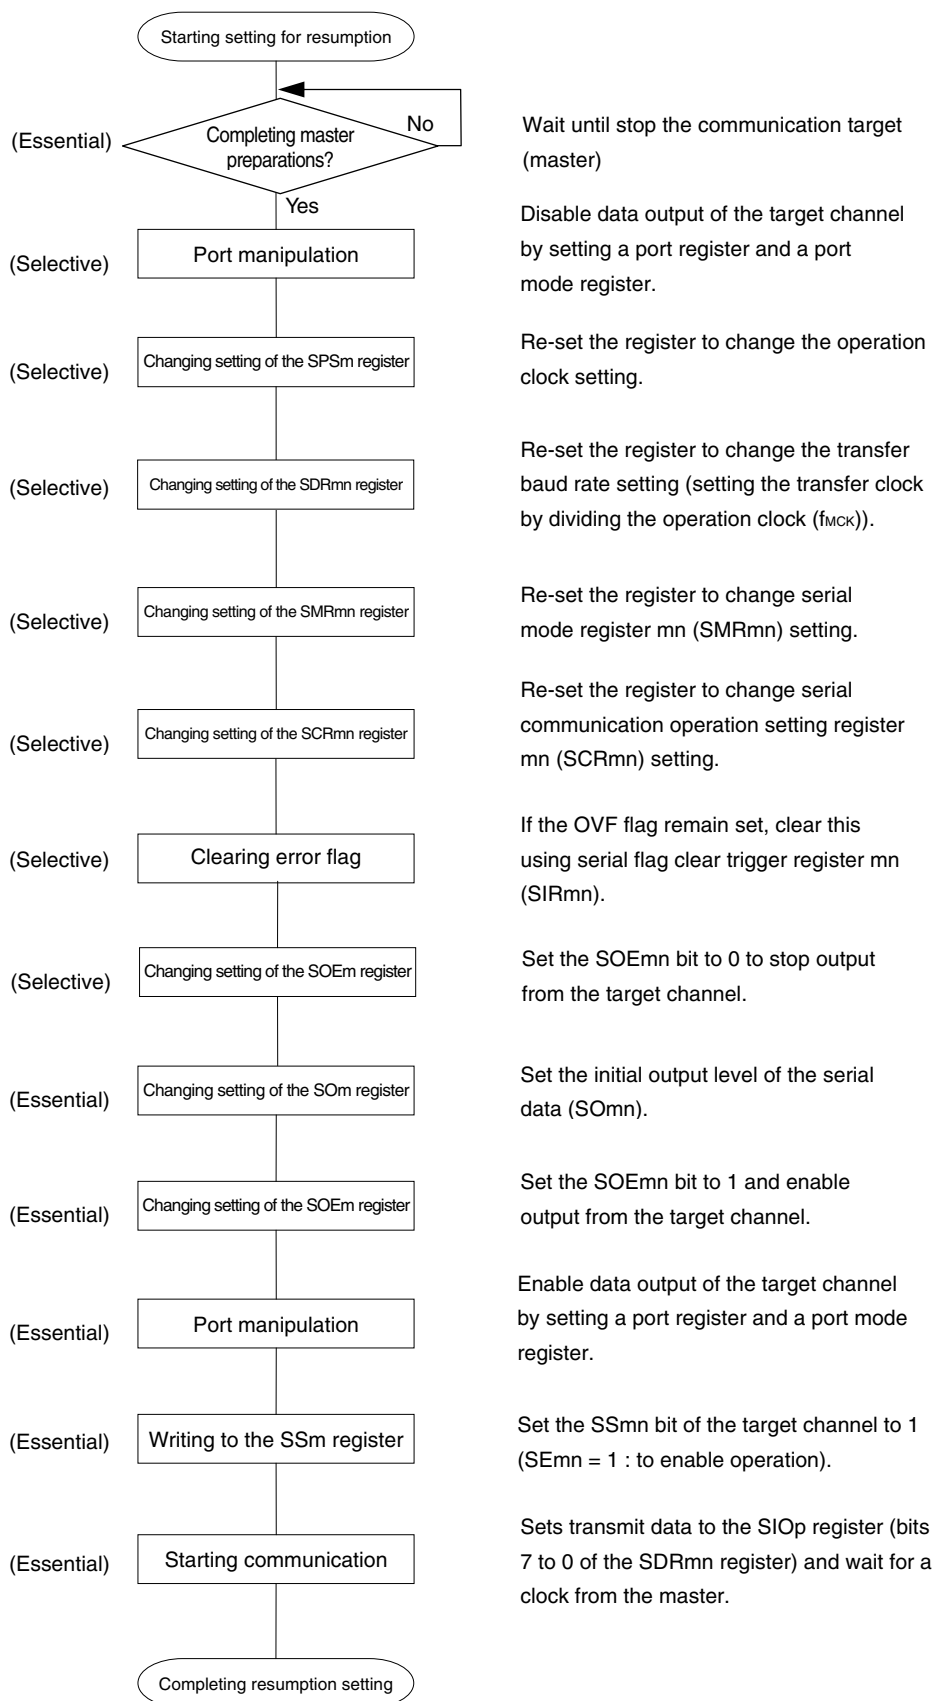 Starting setting for resumption
(Essential)
Completing master
preparations?
No
Wait until stop the communication target
(master)
Yes
(Selective)
Port manipulation
Disable data output of the target channel
by setting a port register and a port
mode register.
(Selective)
Changing setting of the SPSm register
Re-set the register to change the operation
clock setting.
(Selective)
Changing setting of the SDRmn register
Re-set the register to change the transfer
baud rate setting (setting the transfer clock
by dividing the operation clock (fMCK)).
(Selective)
Changing setting of the SMRmn register
Re-set the register to change serial
mode register mn (SMRmn) setting.
(Selective)
Changing setting of the SCRmn register
Re-set the register to change serial
communication operation setting register
mn (SCRmn) setting.
(Selective)
Clearing error flag
If the OVF flag remain set, clear this
using serial flag clear trigger register mn
(SIRmn).
(Selective)
Changing setting of the SOEm register
Set the SOEmn bit to 0 to stop output
from the target channel.
(Essential)
Changing setting of the SOm register
Set the initial output level of the serial
data (SOmn).
(Essential)
Changing setting of the SOEm register
Set the SOEmn bit to 1 and enable
output from the target channel.
(Essential)
Port manipulation
Enable data output of the target channel
by setting a port register and a port mode
register.
(Essential)
Writing to the SSm register
Set the SSmn bit of the target channel to 1
(SEmn = 1 : to enable operation).
(Essential)
Starting communication
Sets transmit data to the SIOp register (bits
7 to 0 of the SDRmn register) and wait for a
clock from the master.
Completing resumption setting